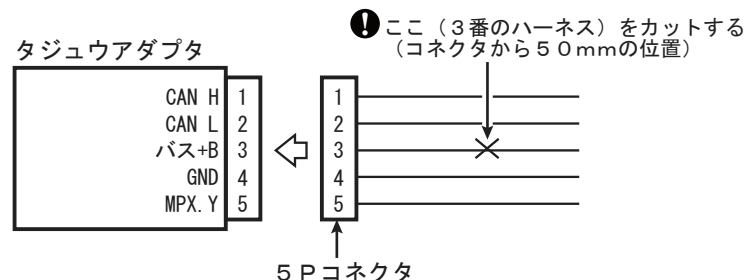 !ここ（３番のハーネス）をカットする
（コネクタから５０ｍｍの位置）
タジュウアダプタ
CAN H 1 1
CAN L 2 2
バス+B 3 3
GND 4 4
MPX.Y 5 5
５Ｐコネクタ